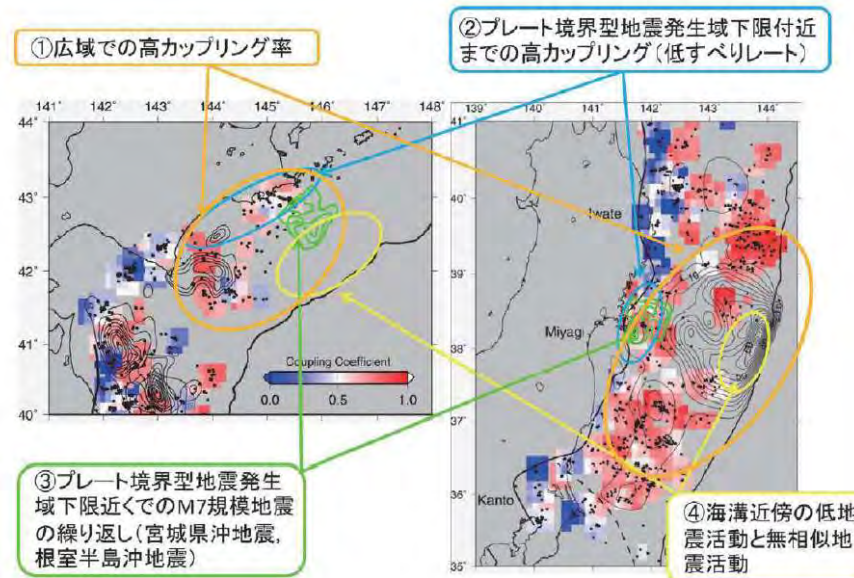 ①広域での高カップリング率
②プレート境界型地震発生域下限付近
までの高カップリング(低すべりレート)
141°
142°
143°
144°
145°
146°
147°
148°
44°
43°
42°
41°
40°
Coupling Coefficient
0.0
0.5
1.0
139°
140°
141°
142°
143°
144°
41°
40°
39°
38°
37°
36°
35°
Iwate
Miyagi
Kanto
10
③プレート境界型地震発生
域下限近くでのM7規模地震
の繰り返し(宮城県沖地震,
根室半島沖地震)
④海溝近傍の低地
震活動と無相似地
震活動